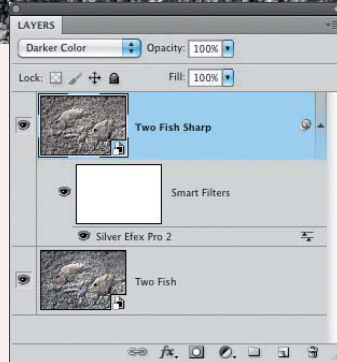 LAYERS
Darker Color Opacity: 100%
Lock: Fill: 100%
Two Fish Sharp
Smart Filters
Silver Efex Pro 2
Two Fish
fx.